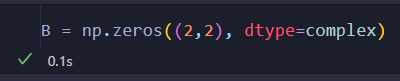 B = np.zeros((2,2), dtype=complex)
0.1s